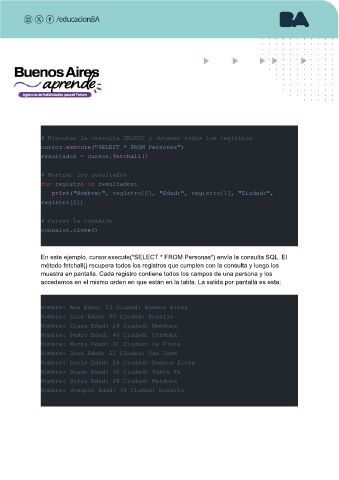 /educacionBA
BA
Buenos Aires
aprende
Agencia de Habilidades para el Futuro
# Ejecutar la consulta SELECT y obtener todos los registros
cursor.execute("SELECT * FROM Personas")
resultados = cursor.fetchall()
# Mostrar los resultados
for registro in resultados:
print("Nombre:", registro[0], "Edad:", registro[1], "Ciudad:",
registro[2])
# Cerrar la conexión
conexion.close()
En este ejemplo, cursor.execute("SELECT * FROM Personas") envía la consulta SQL. El
método fetchall() recupera todos los registros que cumplen con la consulta y luego los
muestra en pantalla. Cada registro contiene todos los campos de una persona y los
accedemos en el mismo orden en que están en la tabla. La salida por pantalla es esta:
Nombre: Ana Edad: Ciudad: Buenos Aires
Nombre: Luis Edad: 35 Ciudad: Rosario
Nombre: Clara Edad: 29 Ciudad: Mendoza
Nombre: Pedro Edad: 40 Ciudad: Córdoba
Nombre: Marta Edad: 31 Ciudad: La Plata
Nombre: José Edad: 22 Ciudad: San Juan
Nombre: Lucía Edad: 26 Ciudad: Buenos Aires
Nombre: Diego Edad: 30 Ciudad: Santa Fe
Nombre: Sofía Edad: 28 Ciudad: Mendoza
Nombre: Joaquín Edad: 34 Ciudad: Rosario